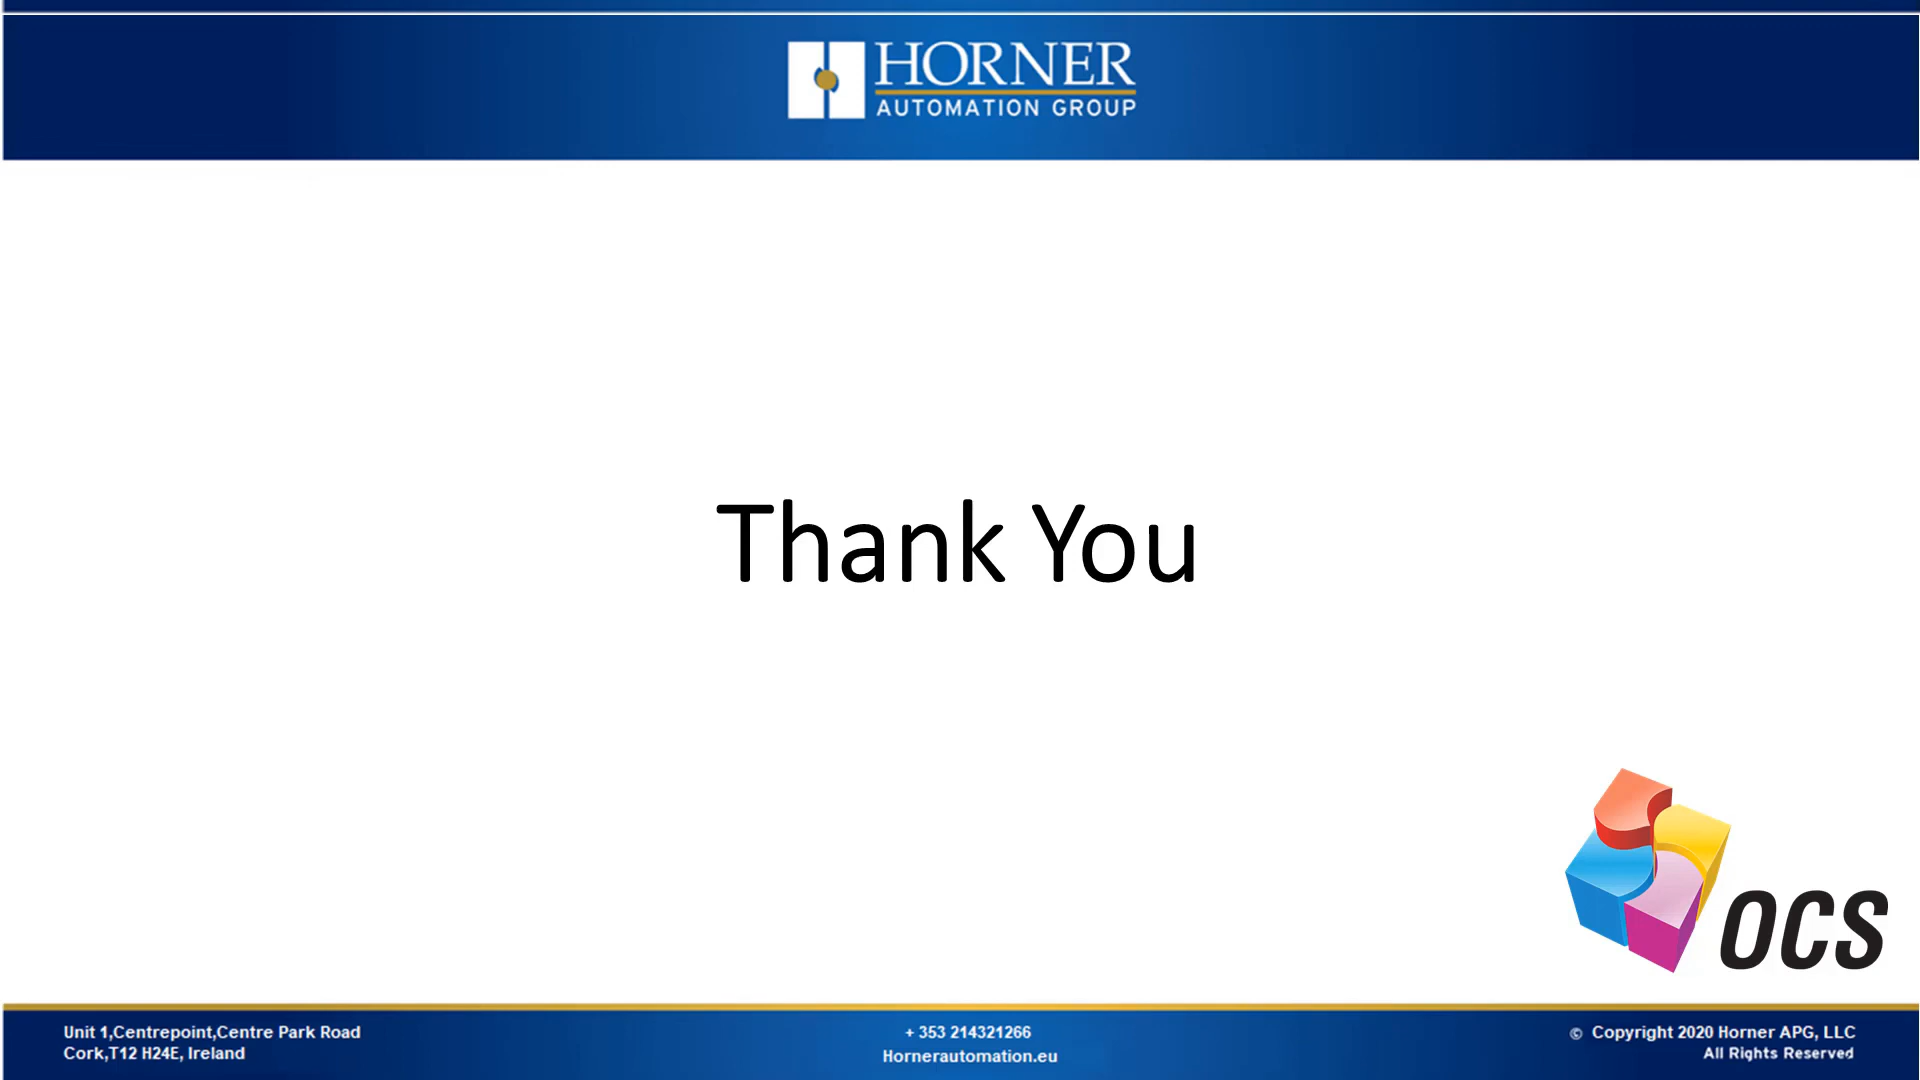 HORNER
AUTOMATION GROUP
Thank You
OCS
Unit 1,Centrepoint,Centre Park Road
Cork,T12 H24E, Ireland
+ 353 214321266
Hornerautomation.eu
© Copyright 2020 Horner APG, LLC
All Rights Reserved